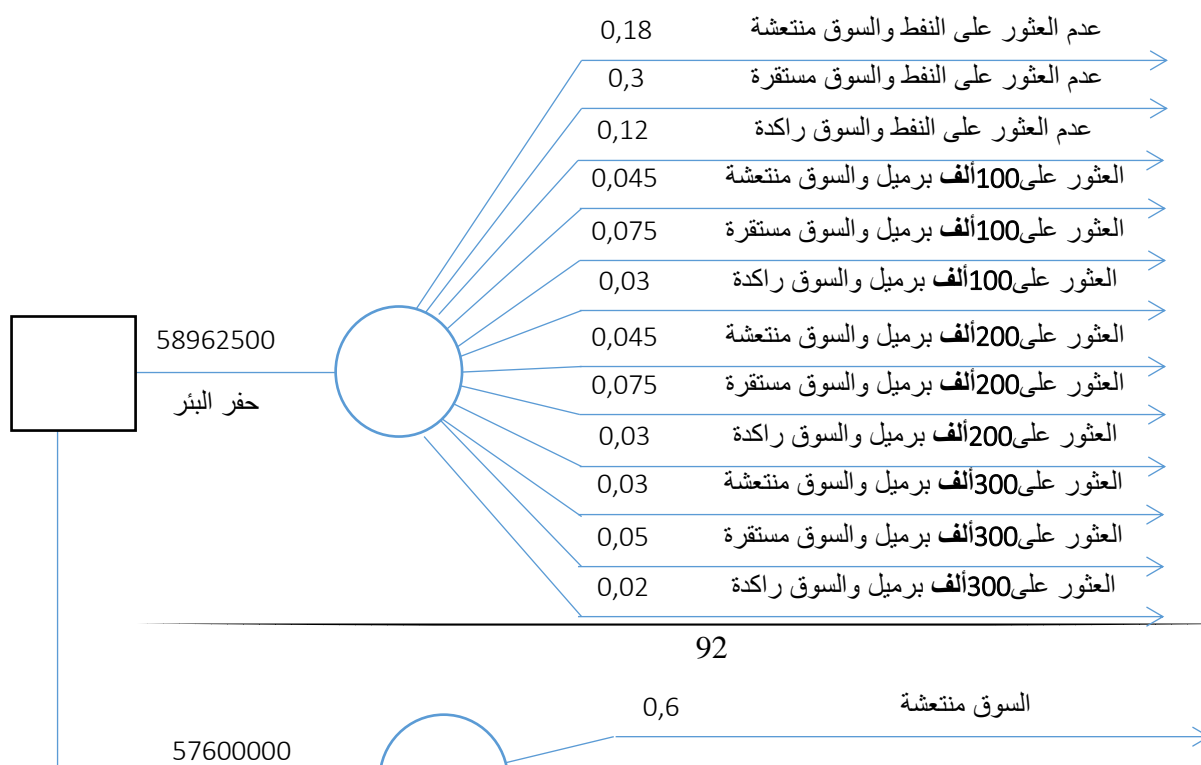 عدم العثور على النفط والسوق منتعشة 0,18
عدم العثور على النفط والسوق مستقرة 0,3
عدم العثور على النفط والسوق راكدة 0,12
العثور على100ألف برميل والسوق منتعشة 0,045
العثور على100ألف برميل والسوق مستقرة 0,075
العثور على100ألف برميل والسوق راكدة 0,03
العثور على200ألف برميل والسوق منتعشة 0,045
58962500
العثور على200ألف برميل والسوق مستقرة 0,075
حفر البئر
العثور على200ألف برميل والسوق راكدة 0,03
العثور على300ألف برميل والسوق منتعشة 0,03
العثور على300ألف برميل والسوق مستقرة 0,05
العثور على300ألف برميل والسوق راكدة 0,02
92
السوق منتعشة 0,6
57600000